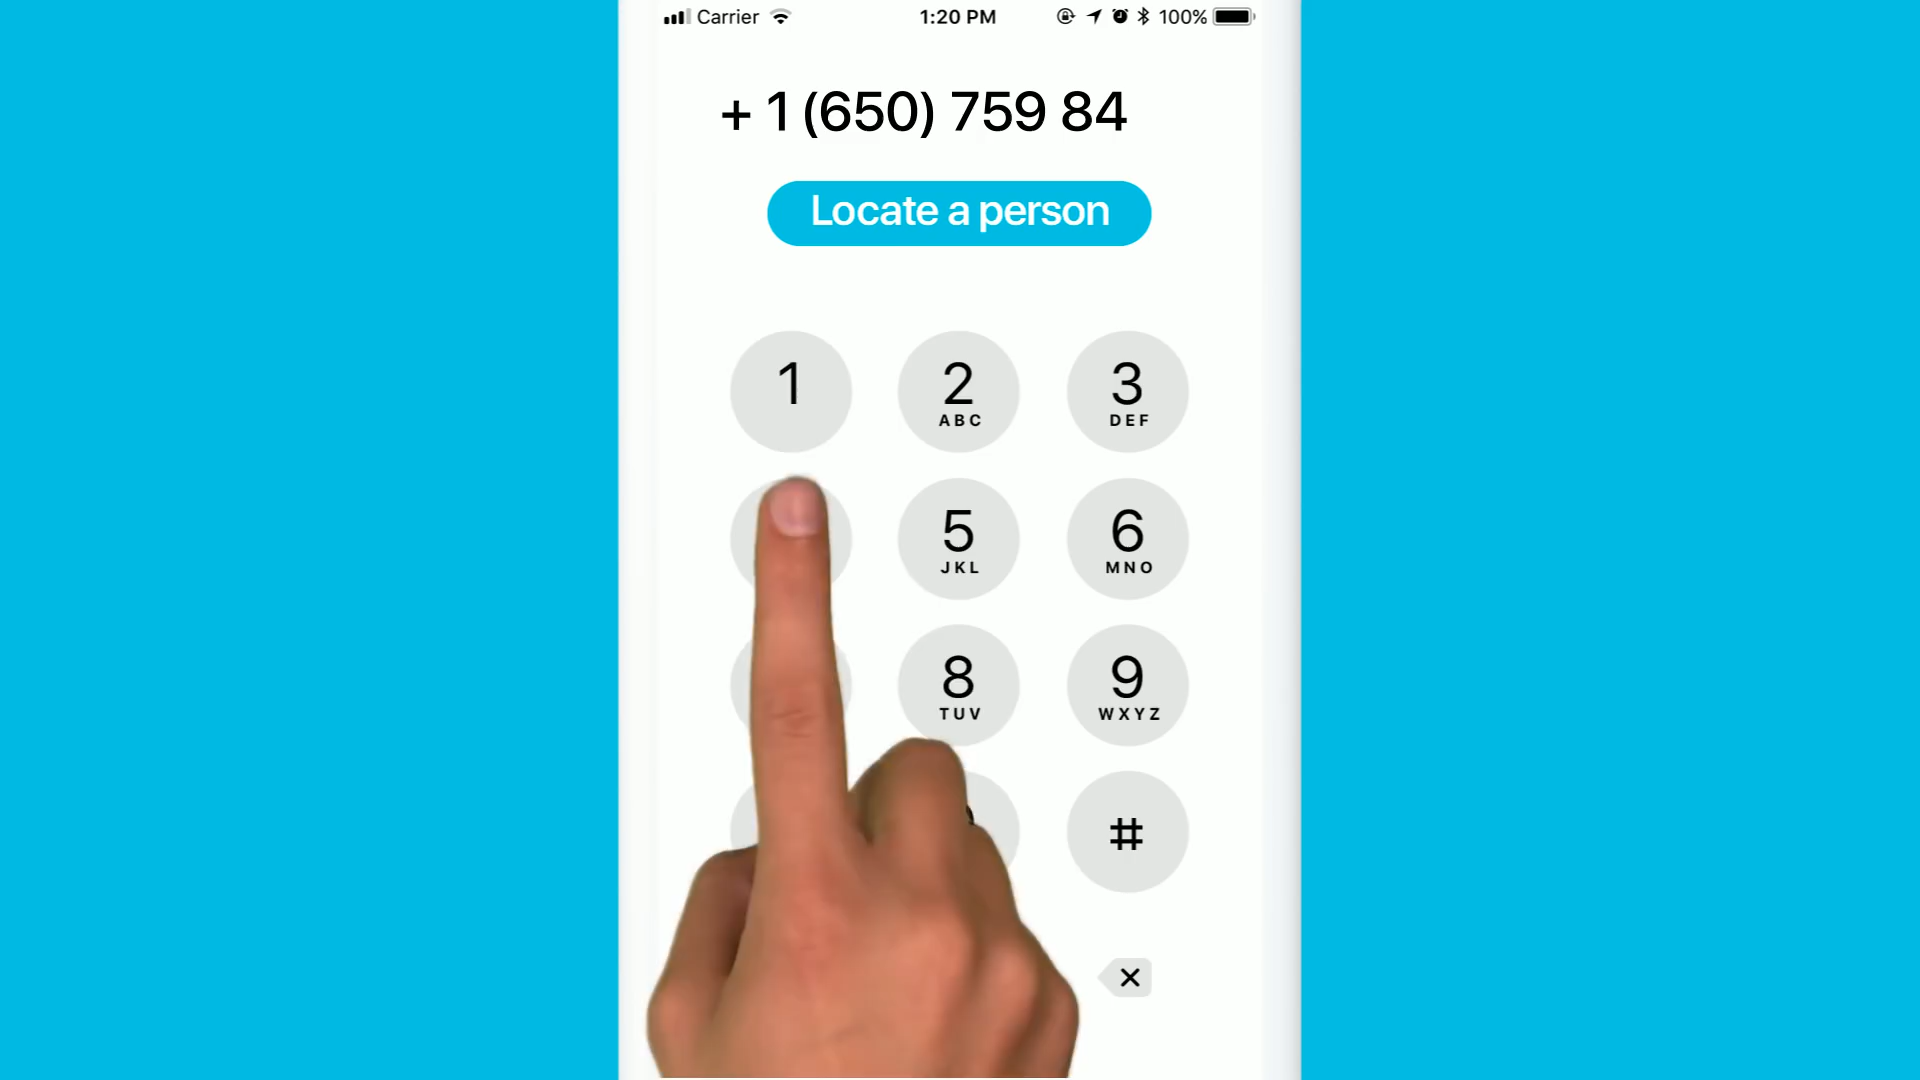 Carrier 1:20 PM 100%
+ 1 (650) 759 84
Locate a person
1 2 3
ABC DEF
5 6
JKL MNO
8 9
TUV WXYZ
#